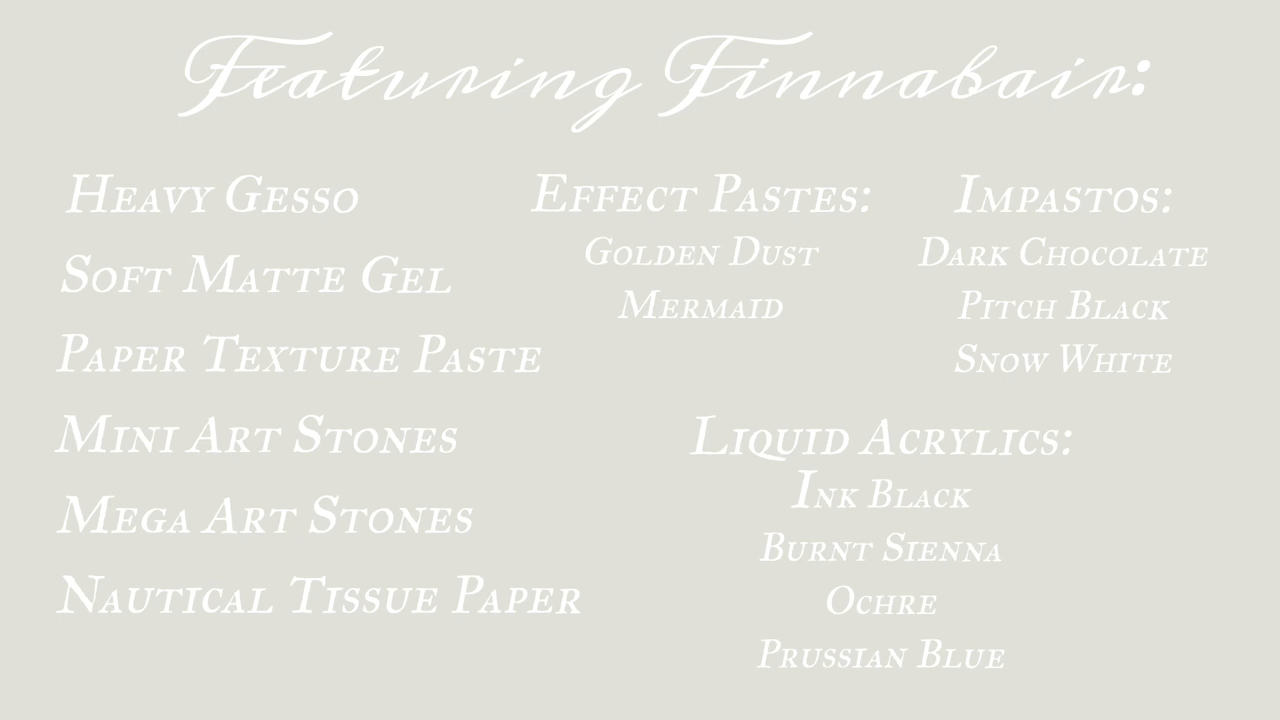 Featuring Finnabair:
Heavy Gesso
Soft Matte Gel
Paper Texture Paste
Mini Art Stones
Mega Art Stones
Nautical Tissue Paper
Effect Pastes:
Golden Dust
Mermaid
Impastos:
Dark Chocolate
Pitch Black
Snow White
Liquid Acrylics:
Ink Black
Burnt Sienna
Ochre
Prussian Blue